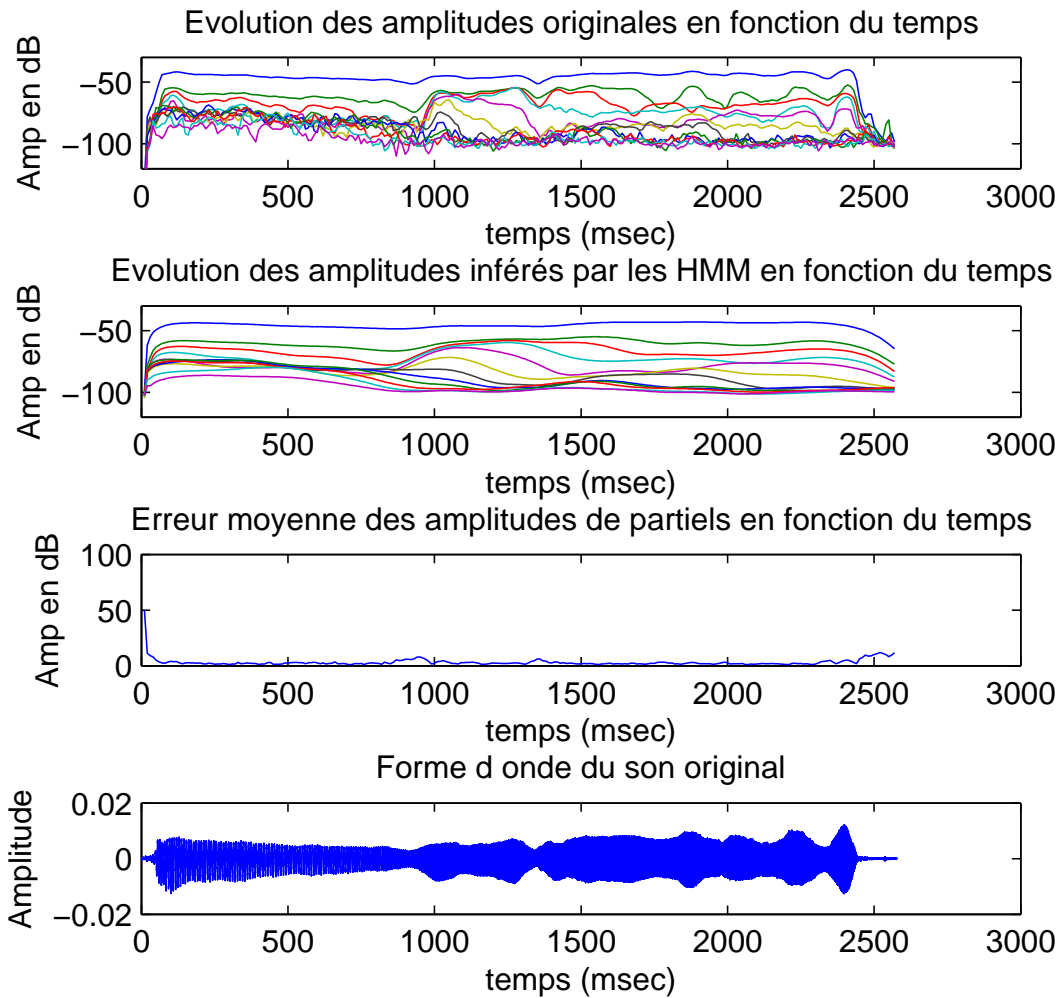 Evolution des amplitudes originales en fonction du temps
Amp en dB
−50
−100
0 500 1000 1500 2000 2500 3000
temps (msec)
Evolution des amplitudes inférés par les HMM en fonction du temps
Amp en dB
−50
−100
0 500 1000 1500 2000 2500 3000
temps (msec)
Erreur moyenne des amplitudes de partiels en fonction du temps
Amp en dB
100
50
0
0 500 1000 1500 2000 2500 3000
temps (msec)
Forme d onde du son original
Amplitude
0.02
0
−0.02
0 500 1000 1500 2000 2500 3000
temps (msec)